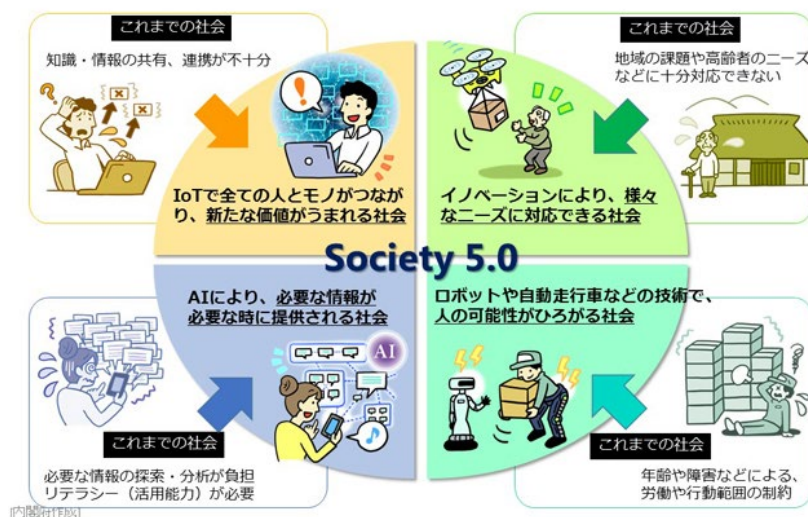 これまでの社会
知識・情報の共有、連携が不十分
IoTで全ての人とモノがつなが
り、新たな価値がうまれる社会
これまでの社会
地域の課題や高齢者のニーズ
などに十分対応できない
イノベーションにより、様々
なニーズに対応できる社会
Society 5.0
AIにより、必要な情報が
必要な時に提供される社会
AI
これまでの社会
必要な情報の探索・分析が負担
リテラシー（活用能力）が必要
ロボットや自動走行車などの技術で、
人の可能性がひろがる社会
これまでの社会
年齢や障害などによる、
労働や行動範囲の制約
[内閣府作成]